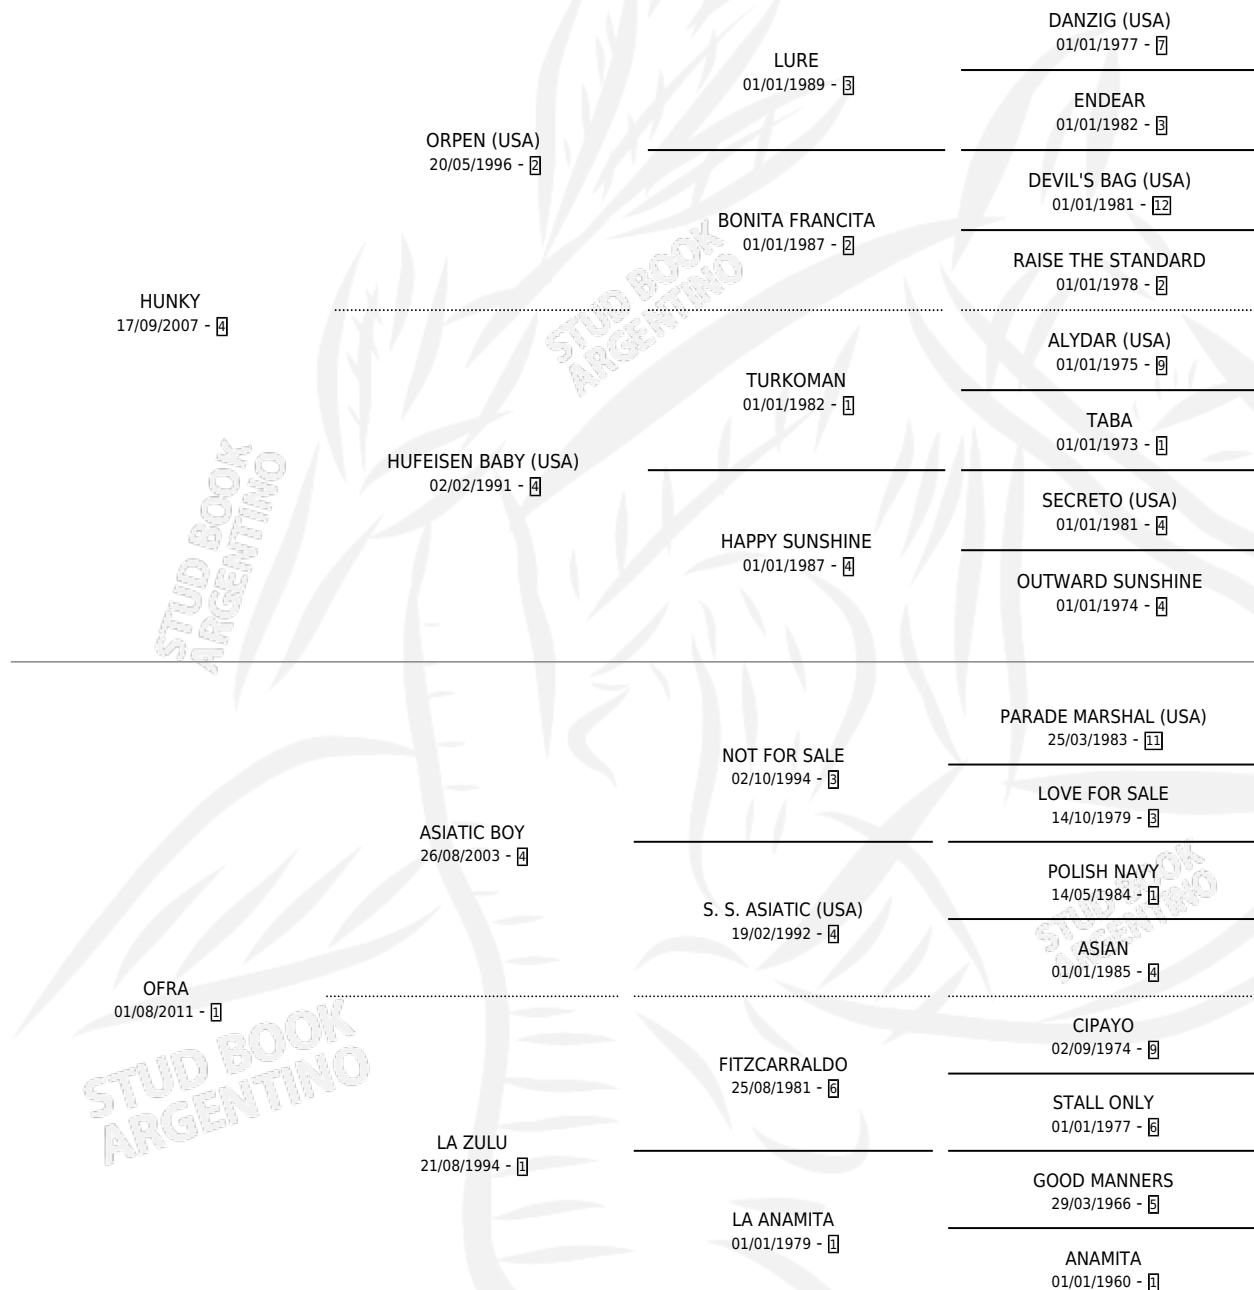 DANZIG (USA)
01/01/1977 - 7
LURE
01/01/1989 - 3
ENDEAR
01/01/1982 - 3
ORPEN (USA)
20/05/1996 - 2
DEVIL'S BAG (USA)
01/01/1981 - 12
BONITA FRANCITA
01/01/1987 - 2
RAISE THE STANDARD
01/01/1978 - 2
HUNKY
17/09/2007 - 4
ALYDAR (USA)
01/01/1975 - 9
TURKOMAN
01/01/1982 - 1
TABA
01/01/1973 - 1
HUFEISEN BABY (USA)
02/02/1991 - 4
SECRETO (USA)
01/01/1981 - 4
HAPPY SUNSHINE
01/01/1987 - 4
OUTWARD SUNSHINE
01/01/1974 - 4
PARADE MARSHAL (USA)
25/03/1983 - 11
NOT FOR SALE
02/10/1994 - 3
LOVE FOR SALE
14/10/1979 - 3
ASIATIC BOY
26/08/2003 - 4
POLISH NAVY
14/05/1984 - 1
S. S. ASIATIC (USA)
19/02/1992 - 4
ASIAN
01/01/1985 - 4
OFRA
01/08/2011 - 1
CIPAYO
02/09/1974 - 9
FITZCARRALDO
25/08/1981 - 6
STALL ONLY
01/01/1977 - 6
LA ZULU
21/08/1994 - 1
GOOD MANNERS
29/03/1966 - 5
LA ANAMITA
01/01/1979 - 1
ANAMITA
01/01/1960 - 1
STUD BOOK
ARGENTINO
STUD BOOK
ARGENTINO
STUD BOOK
ARGENTINO
STUD BOOK
ARGENTINO